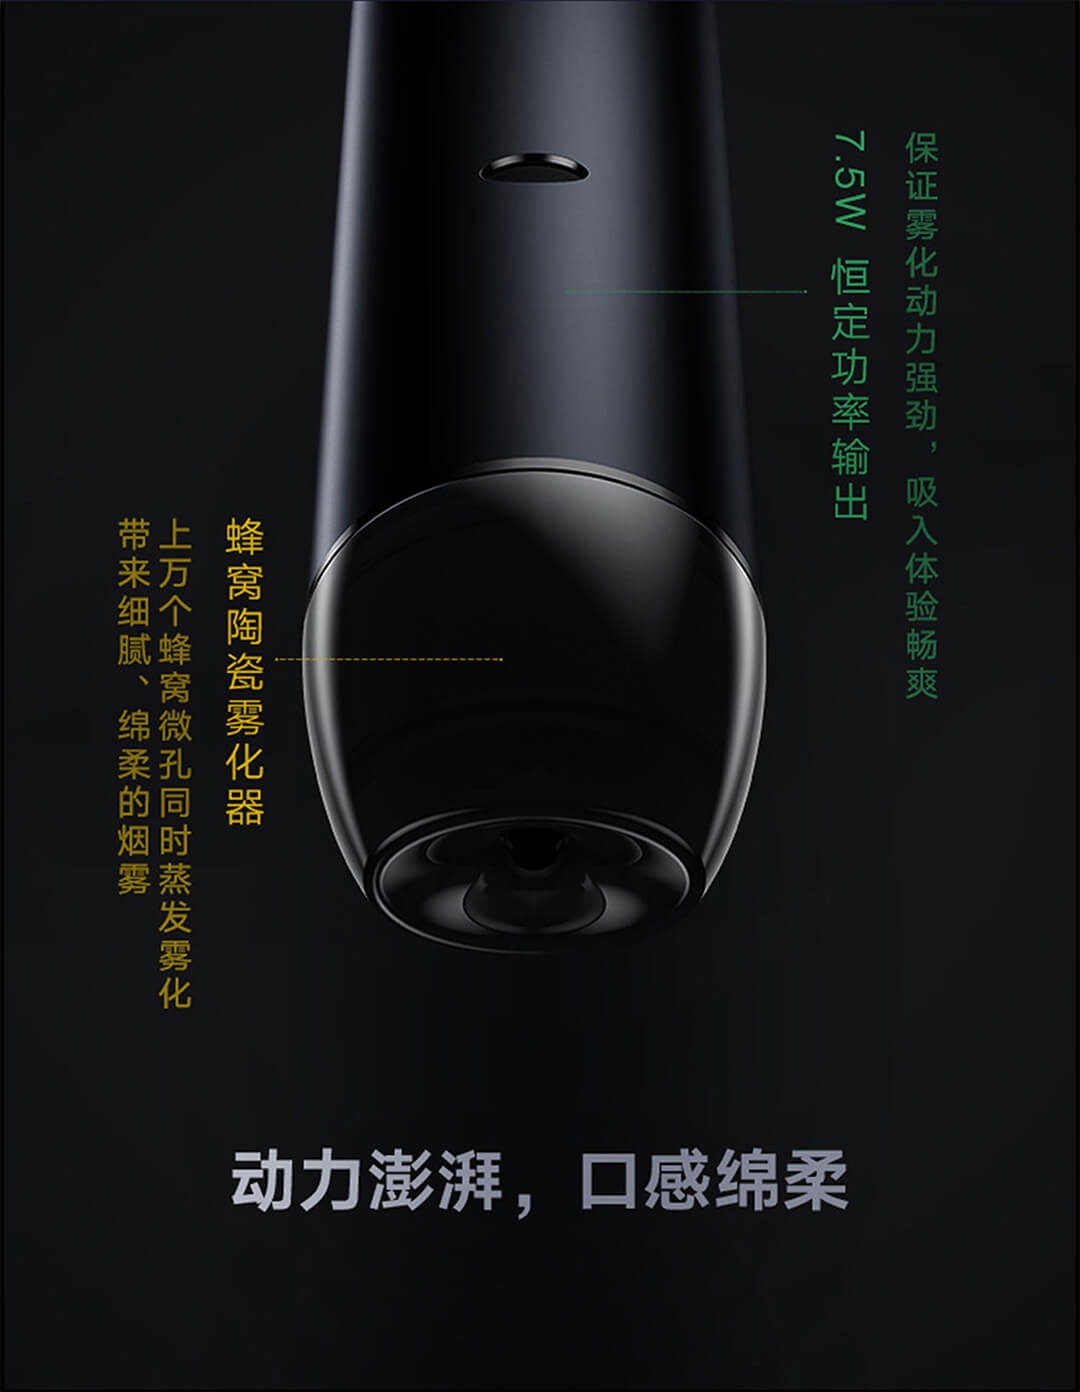 7.5W 恒定功率输出
保证雾化动力强劲，吸入体验畅爽
蜂窝陶瓷雾化器
上万个蜂窝微孔同时蒸发雾化
带来细腻、绵柔的烟雾
动力澎湃，口感绵柔